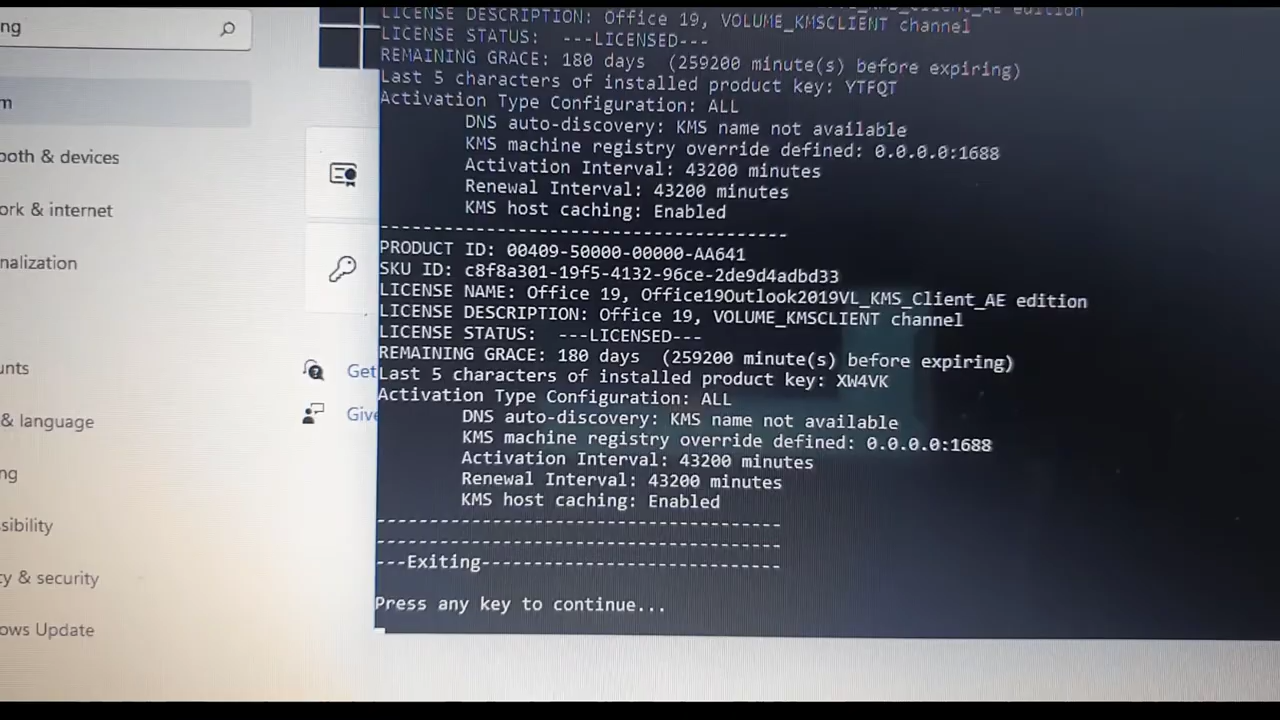 ng
m
ooth & devices
ork & internet
nalization
unts
& language
ng
sibility
y & security
ows Update
Get
Give
edition
LICENSE DESCRIPTION: Office 19, VOLUME_KMSCLIENT channel
LICENSE STATUS: ---LICENSED---
REMAINING GRACE: 180 days (259200 minute(s) before expiring)
Last 5 characters of installed product key: YTFQT
Activation Type Configuration: ALL
DNS auto-discovery: KMS name not available
KMS machine registry override defined: 0.0.0.0:1688
Activation Interval: 43200 minutes
Renewal Interval: 43200 minutes
KMS host caching: Enabled
---------------------------------------
PRODUCT ID: 00409-50000-00000-AA641
SKU ID: c8f8a301-19f5-4132-96ce-2de9d4adbd33
LICENSE NAME: Office 19, Office19Outlook2019VL_KMS_Client_AE edition
LICENSE DESCRIPTION: Office 19, VOLUME_KMSCLIENT channel
LICENSE STATUS: ---LICENSED---
REMAINING GRACE: 180 days (259200 minute(s) before expiring)
Last 5 characters of installed product key: XW4VK
Activation Type Configuration: ALL
DNS auto-discovery: KMS name not available
KMS machine registry override defined: 0.0.0.0:1688
Activation Interval: 43200 minutes
Renewal Interval: 43200 minutes
KMS host caching: Enabled
---------------------------------------
---------------------------------------
---Exiting-----------------------------
Press any key to continue...